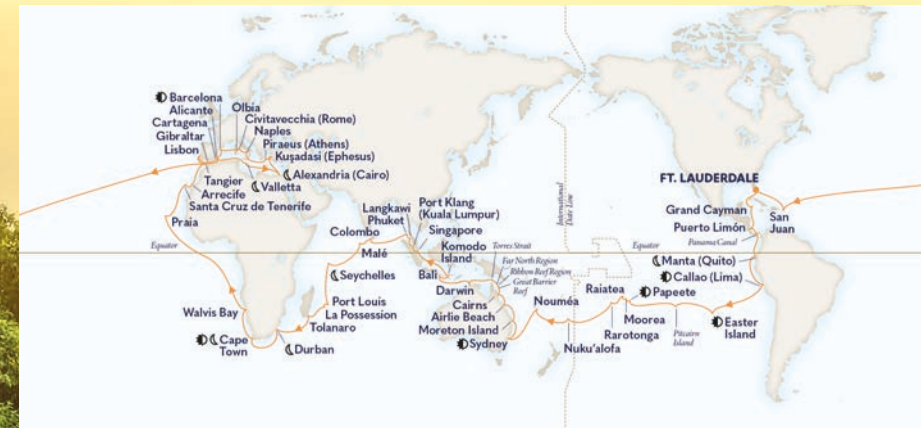 Barcelona
Alicante
Cartagena
Gibraltar
Lisbon
Olbia
Civitavecchia (Rome)
Naples
Piraeus (Athens)
Kuşadasi (Ephesus)
Alexandria (Cairo)
Valletta
Tangier
Arrecife
Santa Cruz de Tenerife
Praia
Equator
Walvis Bay
Cape
Town
Durban
Tolanaro
La Possession
Port Louis
Seychelles
Malé
Colombo
Langkawi
Phuket
Port Klang
(Kuala Lumpur)
Singapore
Komodo
Island
Bali
Darwin
Torres Strait
Far North Region
Ribbon Reef Region
Great Barrier
Reef
Cairns
Airlie Beach
Moreton Island
Sydney
Nouméa
International
Date Line
Equator
Nuku'alofa
Raiatea
Papeete
Moorea
Rarotonga
Pitcairn
Island
Easter
Island
FT. LAUDERDALE
Grand Cayman
San
Juan
Puerto Limón
Panama Canal
Manta (Quito)
Callao (Lima)